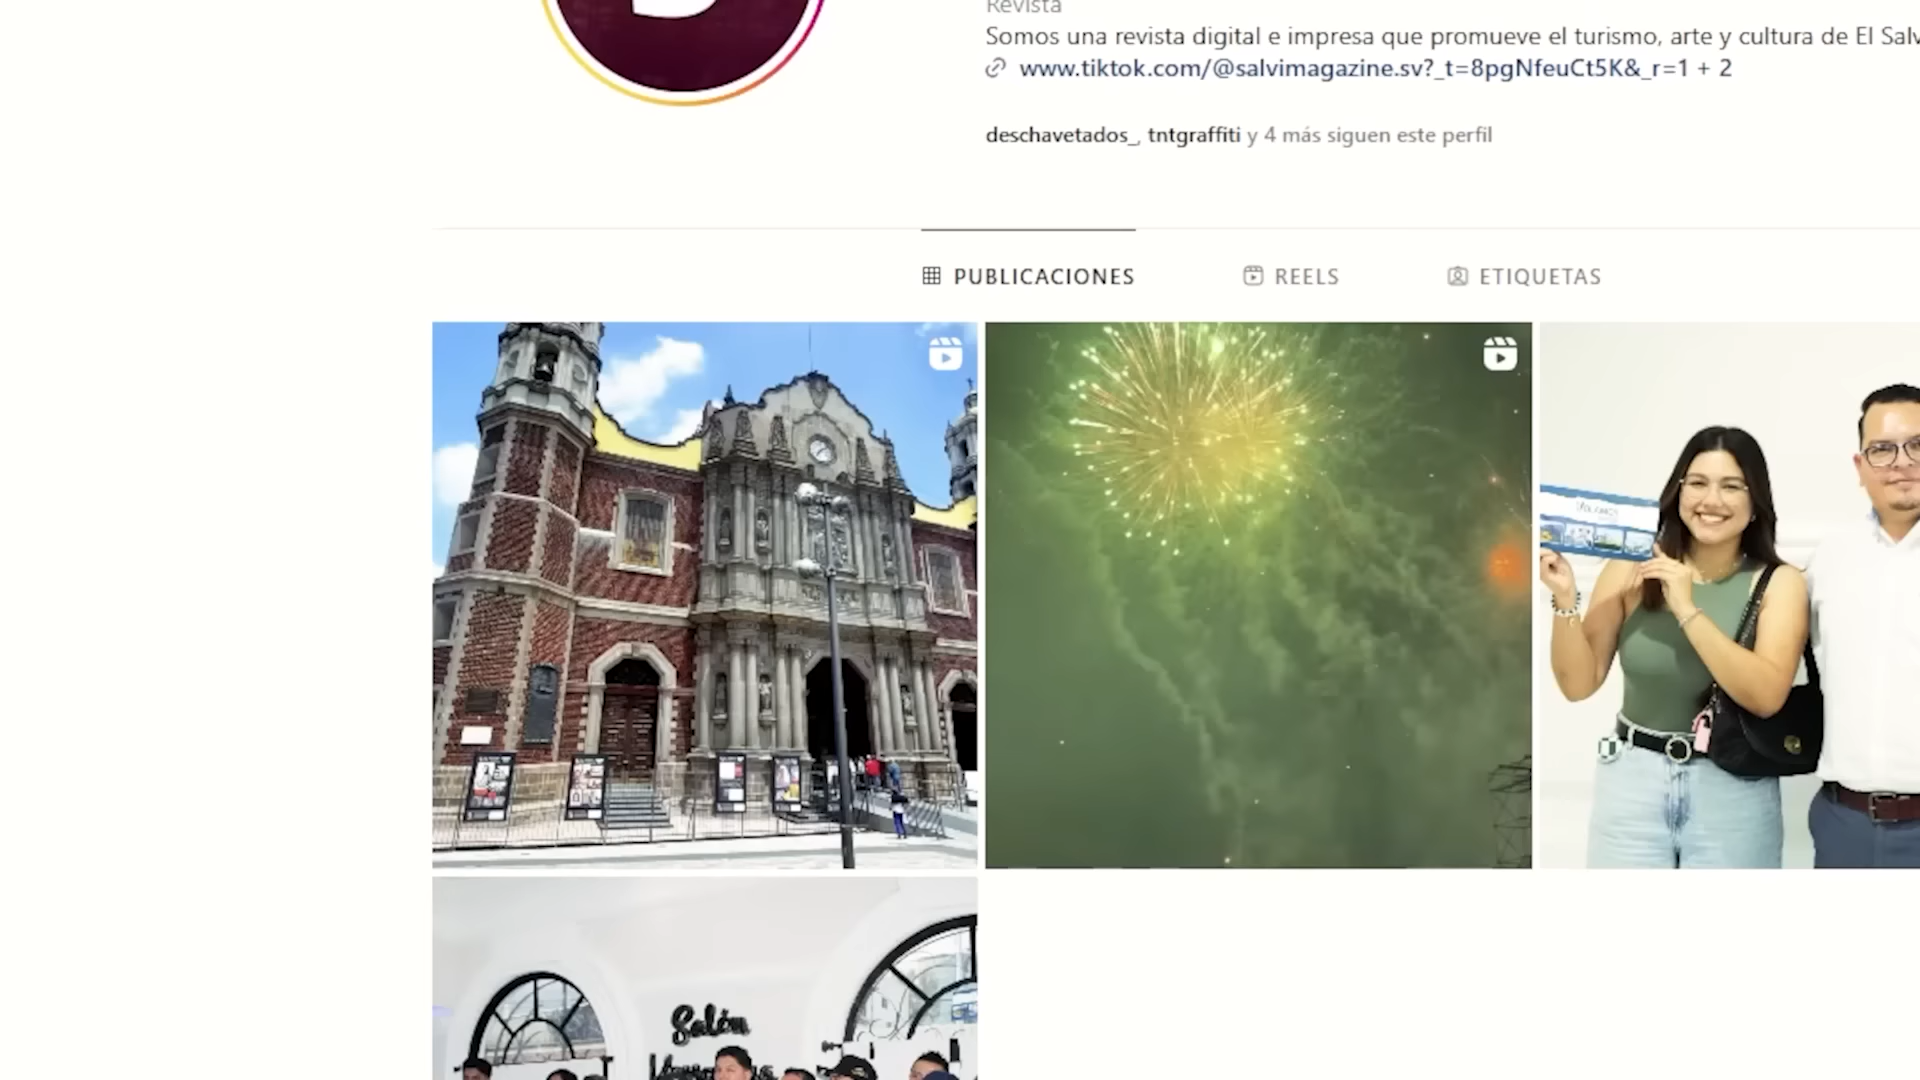 Revista
Somos una revista digital e impresa que promueve el turismo, arte y cultura de El Salv
www.tiktok.com/@salvimagazine.sv?_t=8pgNfeuCt5K&_r=1 + 2
deschavetados_, tntgraffiti y 4 más siguen este perfil
PUBLICACIONES
REELS
ETIQUETAS
Salón